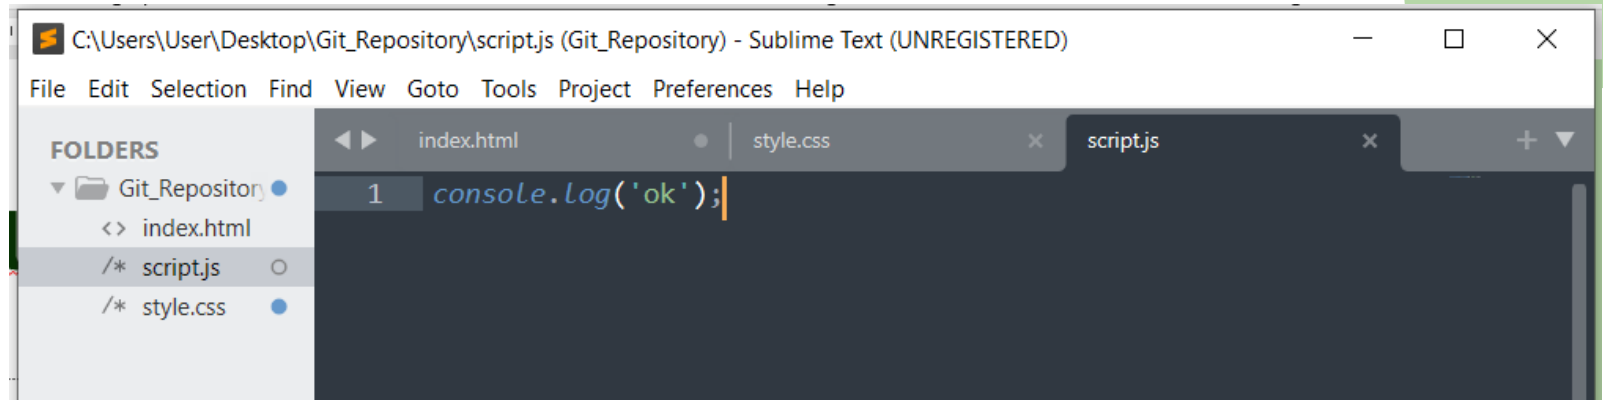 C:\Users\User\Desktop\Git_Repository\script.js (Git_Repository) - Sublime Text (UNREGISTERED)
File Edit Selection Find View Goto Tools Project Preferences Help
FOLDERS
Git_Repository
<> index.html
/* script.js
/* style.css
index.html
style.css
script.js
1 console.log('ok');